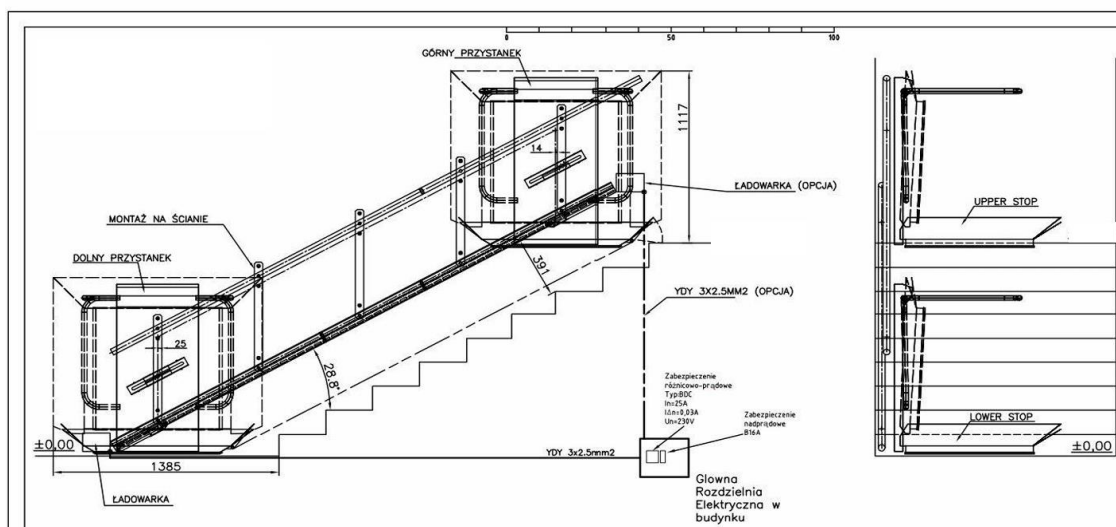 0
50
100
GÓRNY PRZYSTANEK
1117
14
ŁADOWARKA (OPCJA)
MONTAŻ NA ŚCIANIE
DOLNY PRZYSTANEK
391
YDY 3X2.5MM2 (OPCJA)
25
28.8°
Zabezpieczenie
różnicowo-prądowe
Typ:BDC
In=25A
IΔn=0,03A
Un=230V
Zabezpieczenie
nadprądowe
B16A
±0,00
1385
YDY 3x2.5mm2
ŁADOWARKA
Glowna
Rozdzielnia
Elektryczna w
budynku
UPPER STOP
LOWER STOP
±0,00